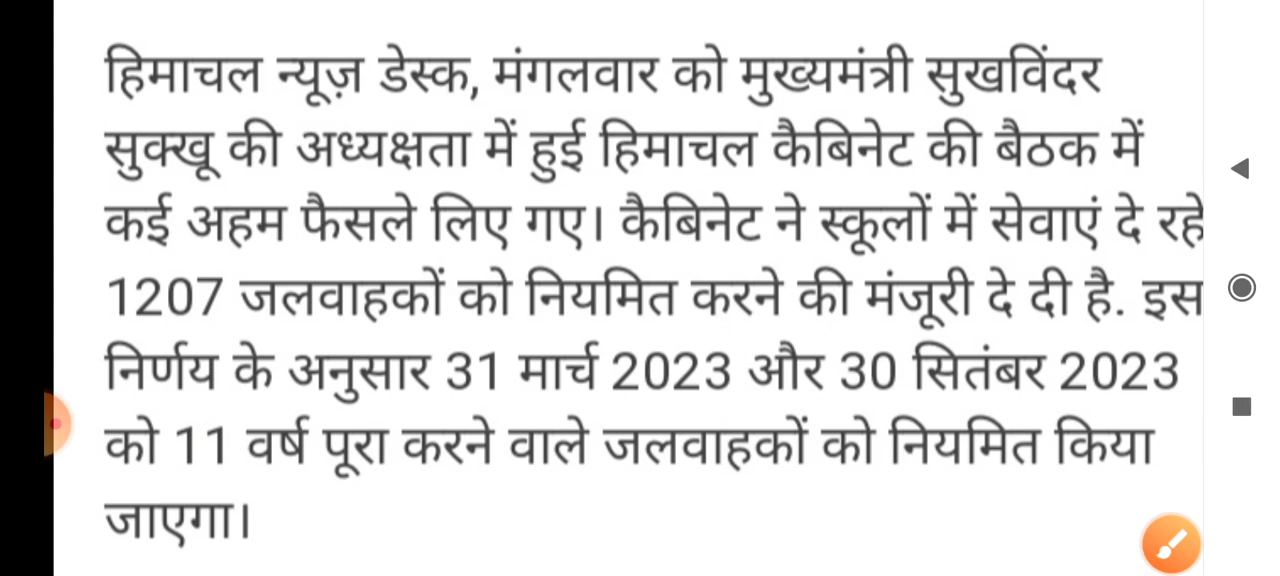 हिमाचल न्यूज़ डेस्क, मंगलवार को मुख्यमंत्री सुखविंदर
सुक्खू की अध्यक्षता में हुई हिमाचल कैबिनेट की बैठक में
कई अहम फैसले लिए गए। कैबिनेट ने स्कूलों में सेवाएं दे रहे
1207 जलवाहकों को नियमित करने की मंजूरी दे दी है. इस
निर्णय के अनुसार 31 मार्च 2023 और 30 सितंबर 2023
को 11 वर्ष पूरा करने वाले जलवाहकों को नियमित किया
जाएगा।